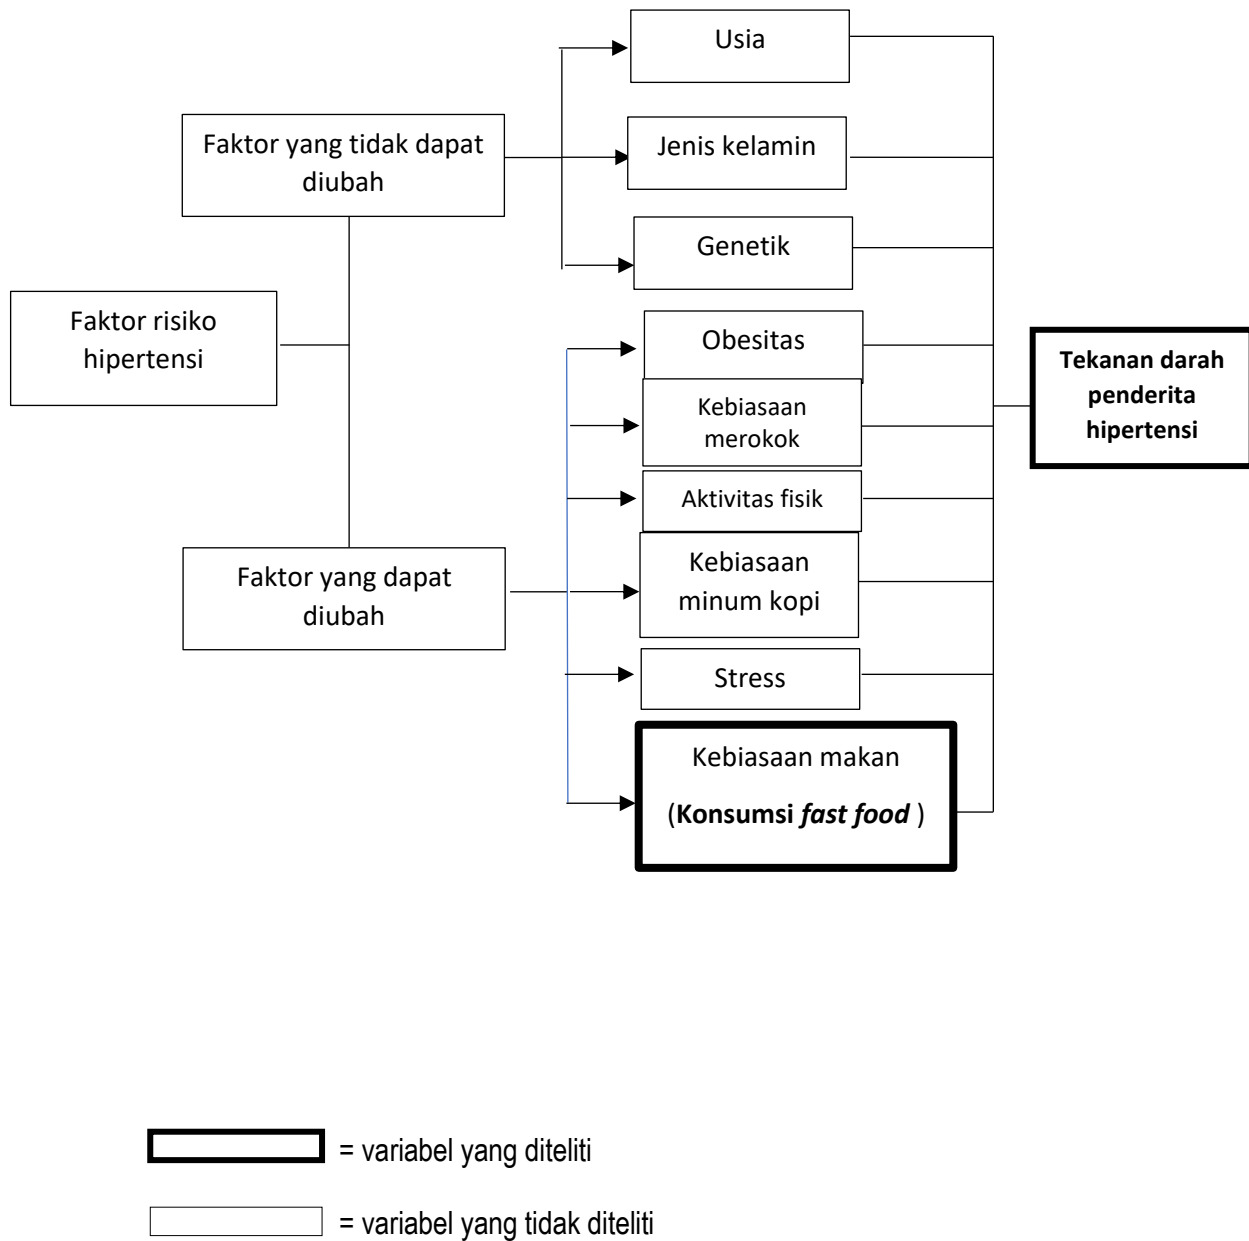 Usia
Faktor yang tidak dapat
diubah
Jenis kelamin
Genetik
Faktor risiko
hipertensi
Obesitas
Kebiasaan
merokok
Aktivitas fisik
Tekanan darah
penderita
hipertensi
Faktor yang dapat
diubah
Kebiasaan
minum kopi
Stress
Kebiasaan makan
(Konsumsi fast food )
= variabel yang diteliti
= variabel yang tidak diteliti